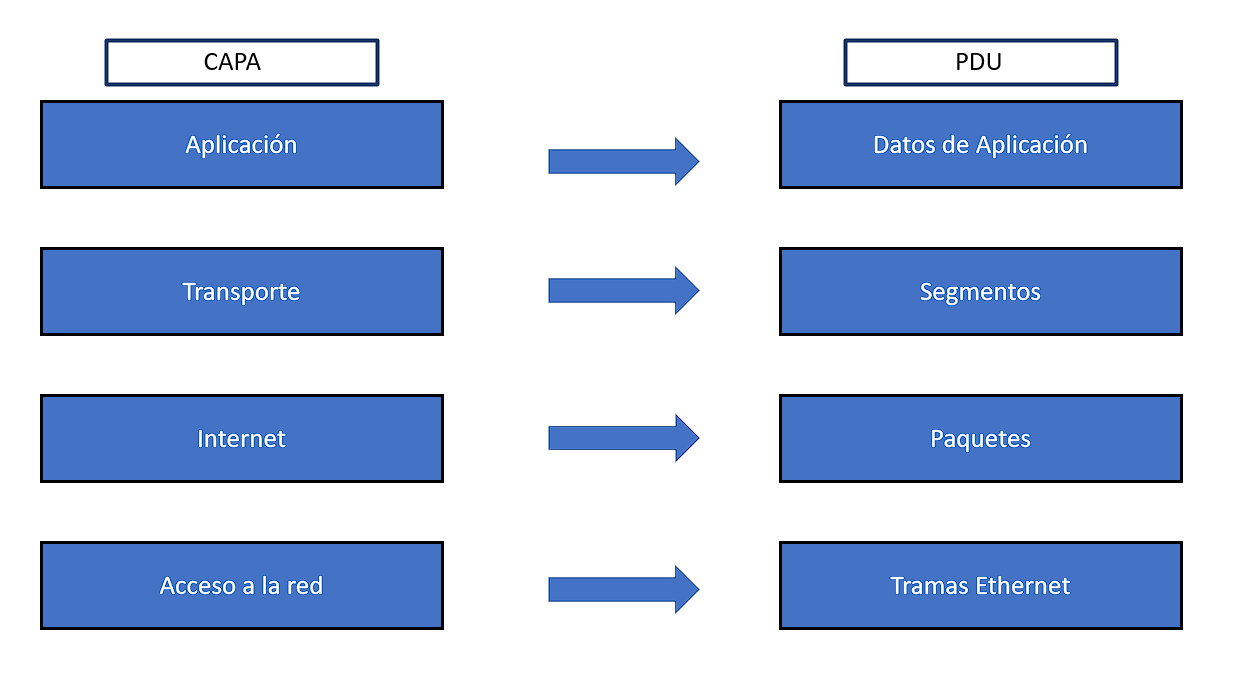 CAPA
PDU
Aplicación
Datos de Aplicación
Transporte
Segmentos
Internet
Paquetes
Acceso a la red
Tramas Ethernet